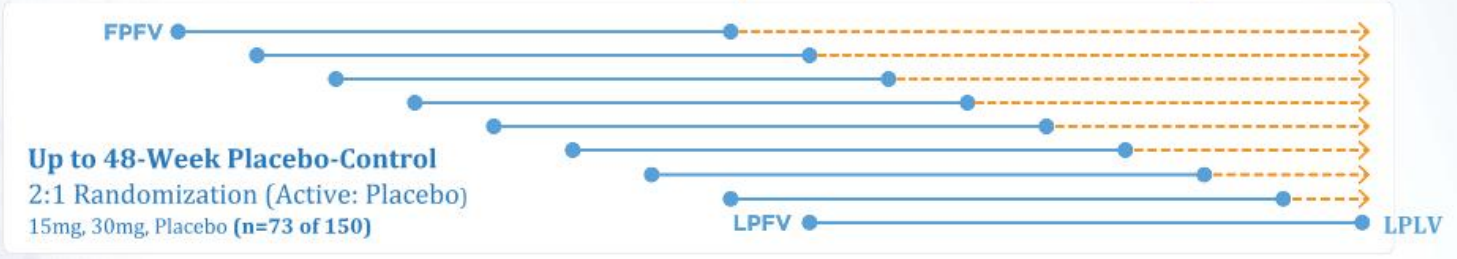 FPFV
Up to 48-Week Placebo-Control
2:1 Randomization (Active: Placebo)
15mg, 30mg, Placebo (n=73 of 150)
LPFV
LPLV